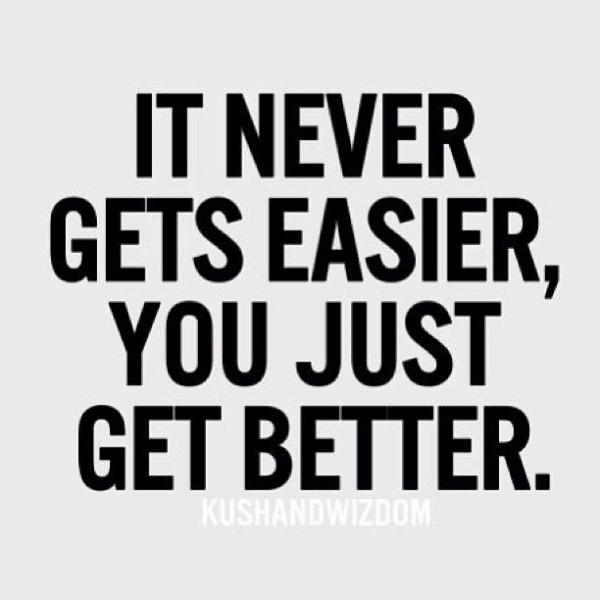 IT NEVER
GETS EASIER,
YOU JUST
GET BETTER.
KUSHANDWIZDOM